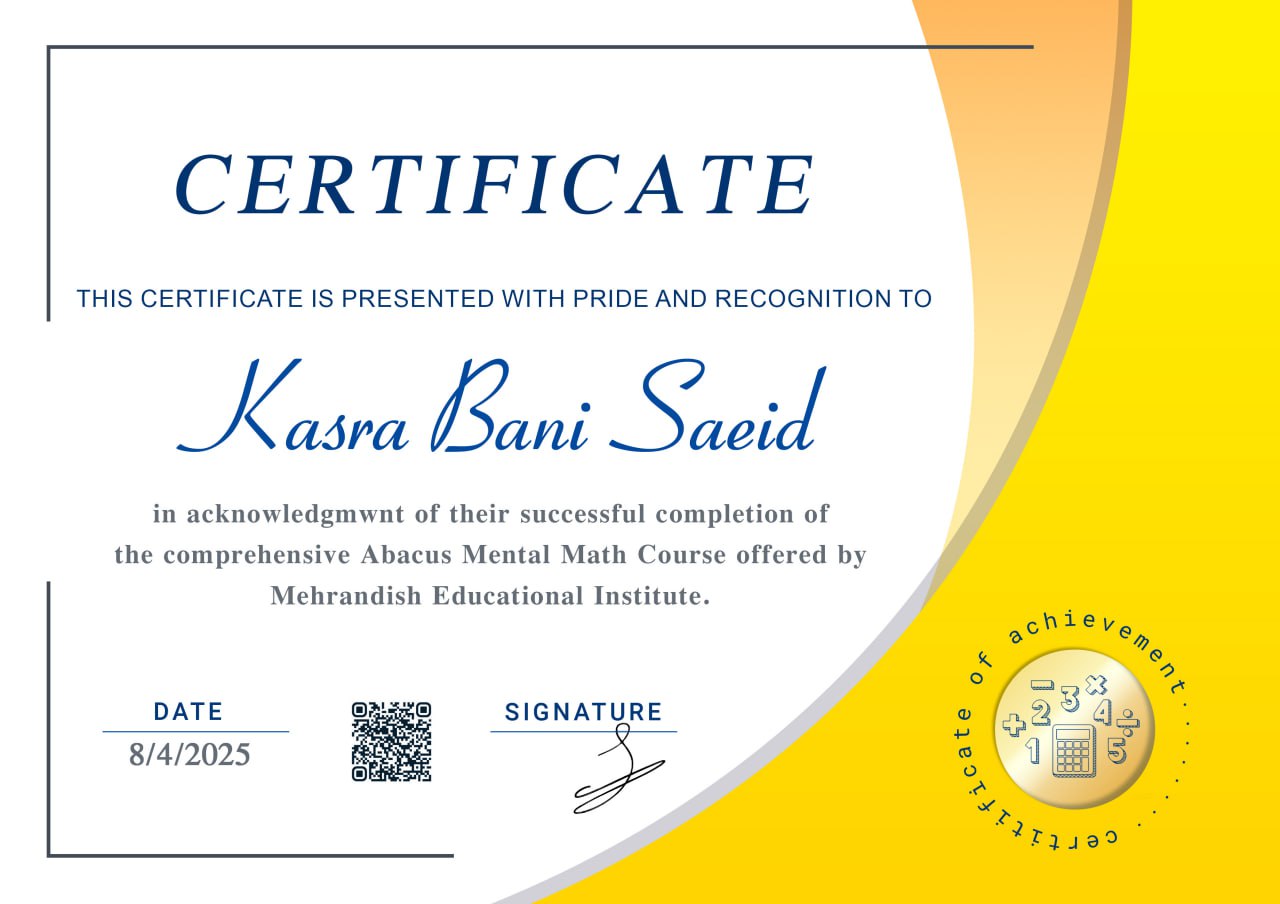 CERTIFICATE
THIS CERTIFICATE IS PRESENTED WITH PRIDE AND RECOGNITION TO
Kasra Bani Saeid
in acknowledgmwnt of their successful completion of
the comprehensive Abacus Mental Math Course offered by
Mehrandish Educational Institute.
DATE
8/4/2025
SIGNATURE
certificate of achievement.........
+ 1 2 - 3 × 4 ÷ 5